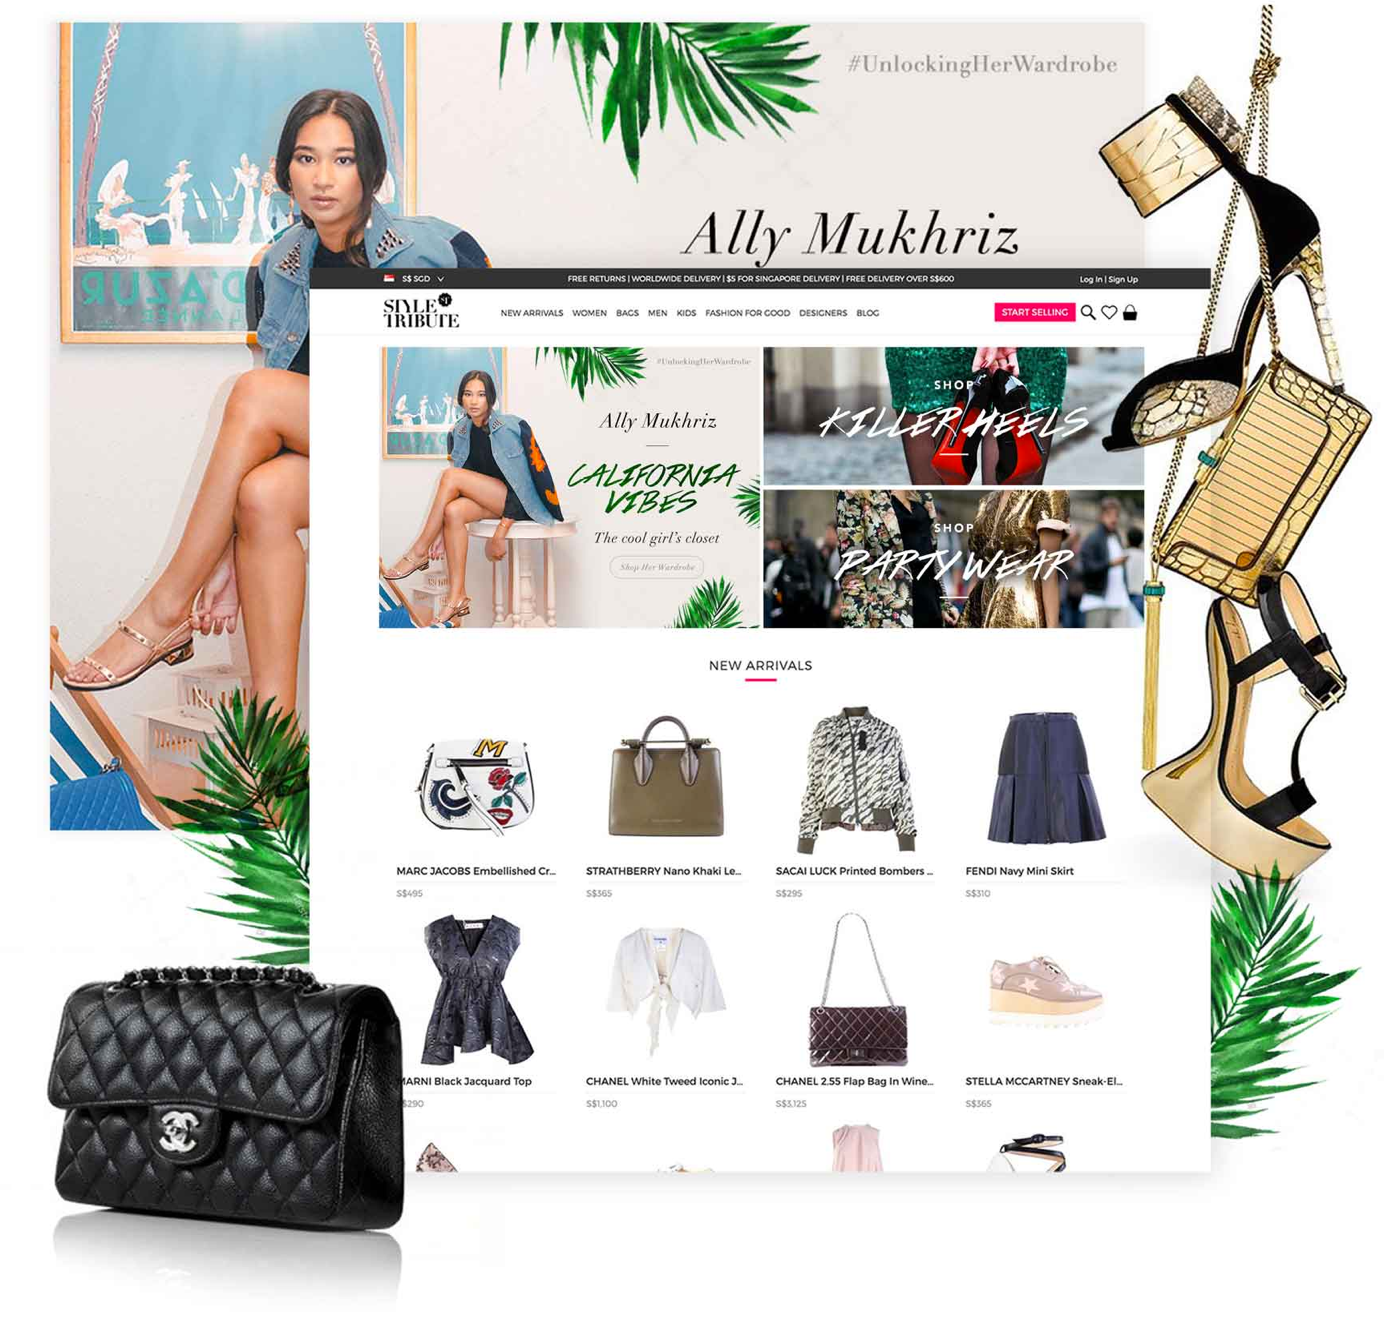 #UnlockingHerWardrobe
Ally Mukhriz
D'AZUR
S$ SGD
FREE RETURNS | WORLDWIDE DELIVERY | $5 FOR SINGAPORE DELIVERY | FREE DELIVERY OVER S$600
Log In | Sign Up
STYLE
TRIBUTE
ST
NEW ARRIVALS WOMEN BAGS MEN KIDS FASHION FOR GOOD DESIGNERS BLOG
START SELLING
#UnlockingHerWardrobe
Ally Mukhriz
CALIFORNIA
VIBES
The cool girl's closet
Shop Her Wardrobe
SHOP
KILLER HEELS
SHOP
PARTY WEAR
NEW ARRIVALS
M
MARC JACOBS Embellished Cr...
S$495
STRATHBERRY Nano Khaki Le...
S$365
SACAI LUCK Printed Bombers ...
S$295
FENDI Navy Mini Skirt
S$310
MARNI Black Jacquard Top
$290
CHANEL White Tweed Iconic J...
S$1,100
CHANEL 2.55 Flap Bag In Wine...
S$3,125
STELLA MCCARTNEY Sneak-El...
S$365